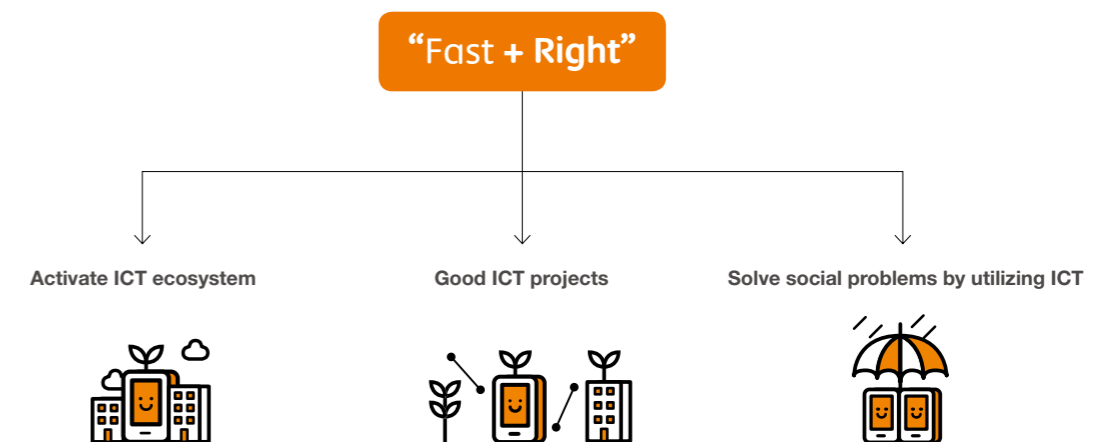 “Fast + Right”
Activate ICT ecosystem
Good ICT projects
Solve social problems by utilizing ICT